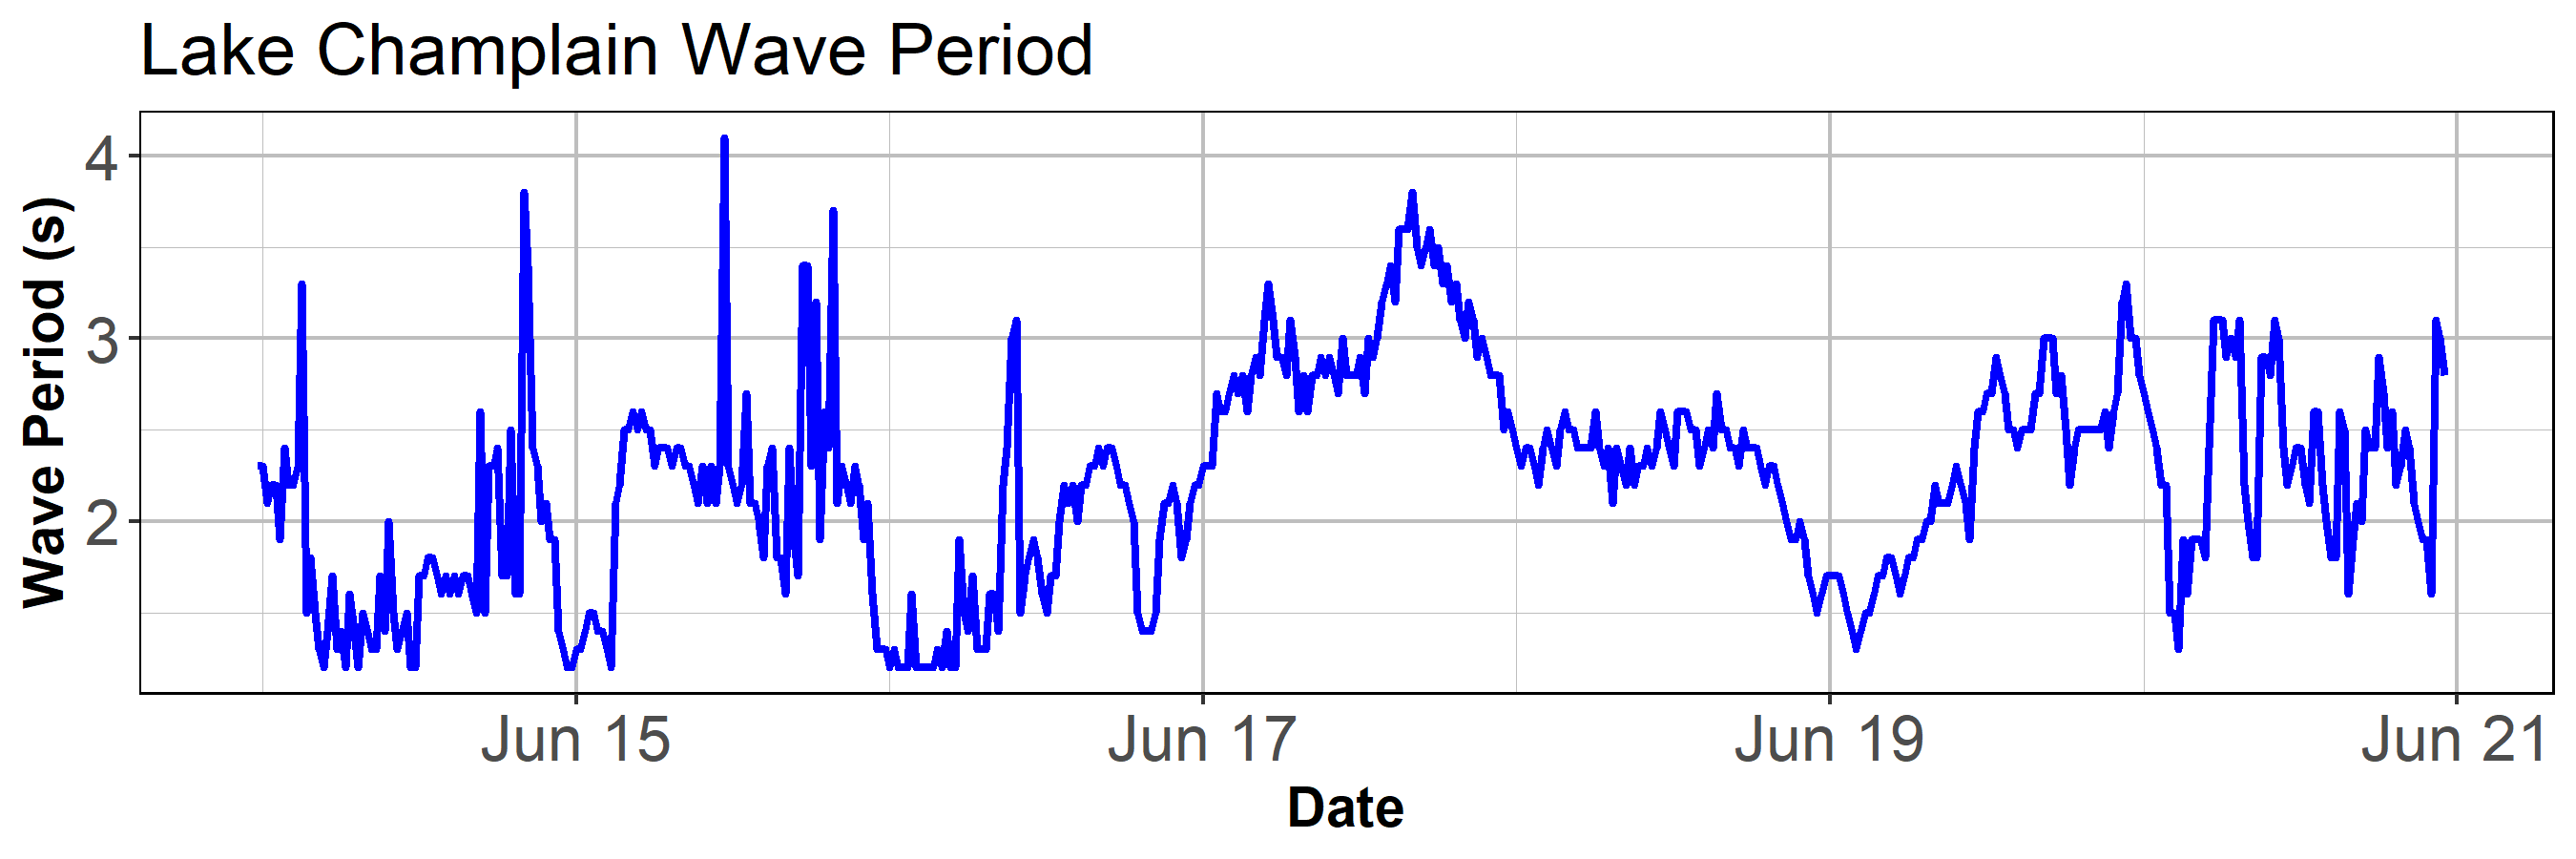 Lake Champlain Wave Period
Wave Period (s)
4
3
2
Jun 15
Jun 17
Jun 19
Jun 21
Date